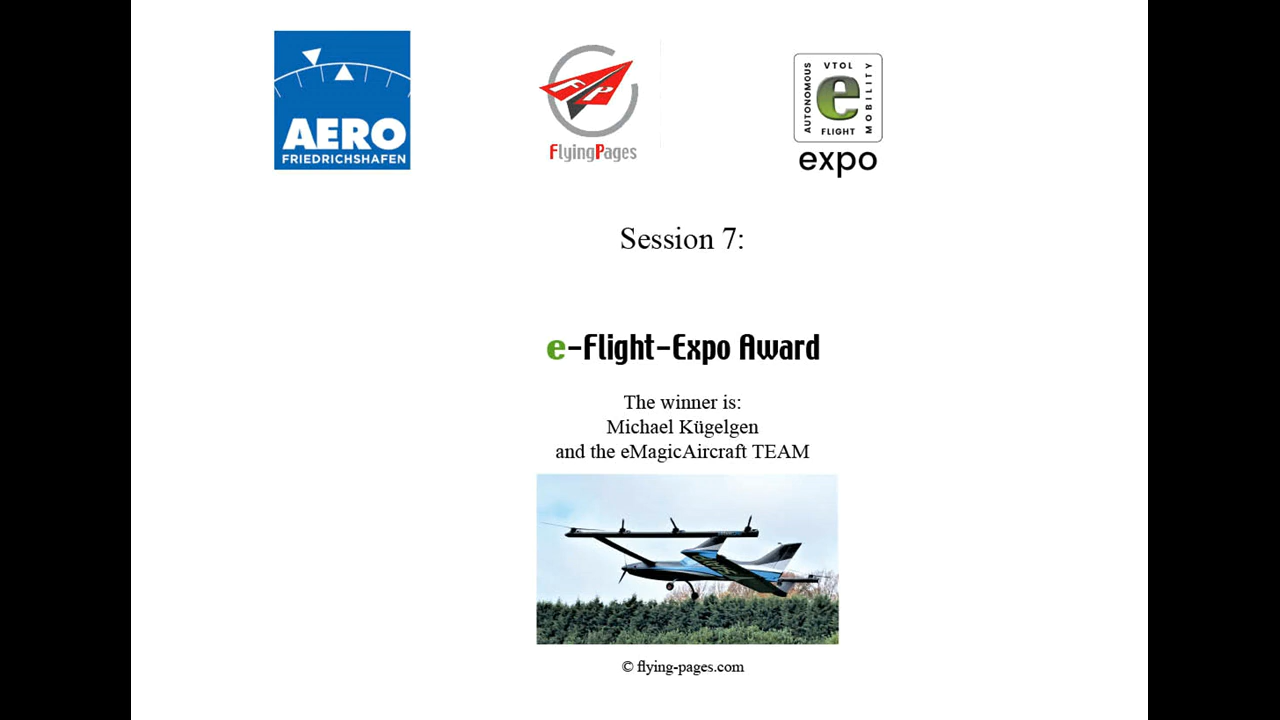 AERO
FRIEDRICHSHAFEN
FP
FlyingPages
VTOL
AUTONOMOUS
e
MOBILITY
FLIGHT
expo
Session 7:
e-Flight-Expo Award
The winner is:
Michael Kügelgen
and the eMagicAircraft TEAM
© flying-pages.com